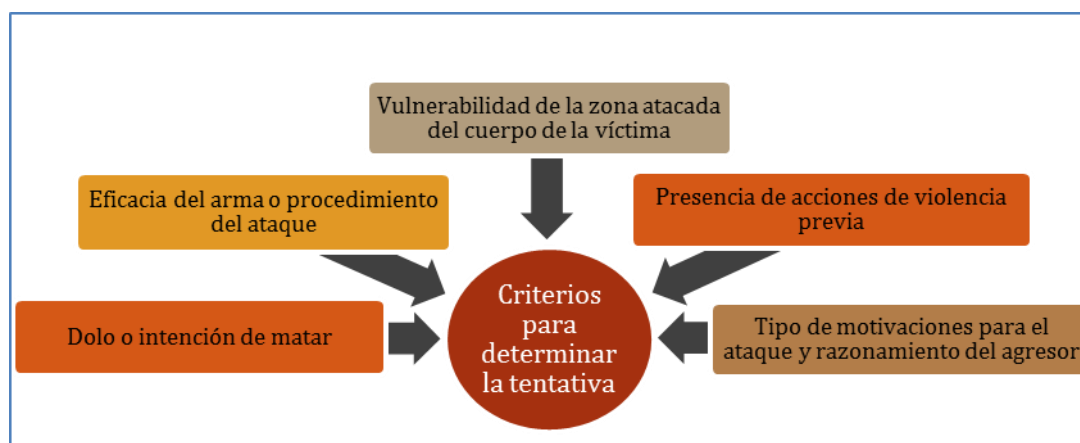 Vulnerabilidad de la zona atacada
del cuerpo de la víctima
Eficacia del arma o procedimiento
del ataque
Presencia de acciones de violencia
previa
Dolo o intención de matar
Criterios
para
determinar
la tentativa
Tipo de motivaciones para el
ataque y razonamiento del agresor